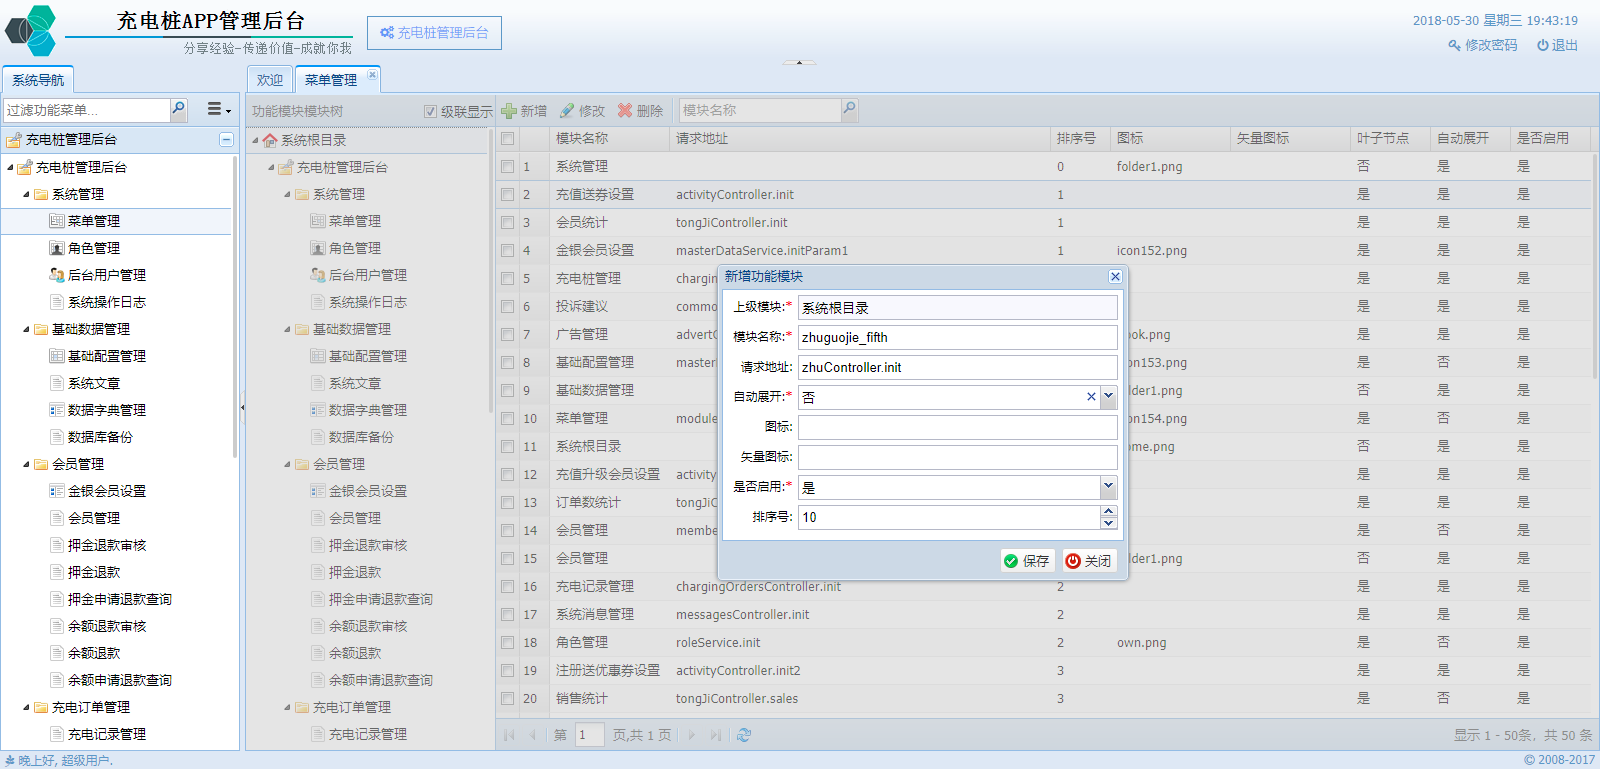 充电桩APP管理后台
分享经验-传递价值-成就你我
充电桩管理后台
2018-05-30 星期三 19:43:19
修改密码 退出
系统导航
欢迎 菜单管理
过滤功能菜单...
功能模块模块树 级联显示
新增 修改 删除 模块名称
充电桩管理后台
充电桩管理后台
系统管理
菜单管理
角色管理
后台用户管理
系统操作日志
基础数据管理
基础配置管理
系统文章
数据字典管理
数据库备份
会员管理
金银会员设置
会员管理
押金退款审核
押金退款
押金申请退款查询
余额退款审核
余额退款
余额申请退款查询
充电订单管理
充电记录管理
系统根目录
充电桩管理后台
系统管理
菜单管理
角色管理
后台用户管理
系统操作日志
基础数据管理
基础配置管理
系统文章
数据字典管理
数据库备份
会员管理
金银会员设置
会员管理
押金退款审核
押金退款
押金申请退款查询
余额退款审核
余额退款
余额申请退款查询
充电订单管理
充电记录管理
模块名称 请求地址 排序号 图标 矢量图标 叶子节点 自动展开 是否启用
1 系统管理 0 folder1.png 否 是 是
2 充值送券设置 activityController.init 1 是 是 是
3 会员统计 tongJiController.init 1 是 是 是
4 金银会员设置 masterDataService.initParam1 1 icon152.png 是 是 是
5 充电桩管理 chargin 是 是 是
6 投诉建议 commo 是 是 是
7 广告管理 advertC ook.png 是 是 是
8 基础配置管理 master on153.png 是 否 是
9 基础数据管理 lder1.png 否 是 是
10 菜单管理 module on154.png 是 是 是
11 系统根目录 ome.png 否 是 是
12 充值升级会员设置 activity 是 是 是
13 订单数统计 tongJiC 是 是 是
14 会员管理 membe 是 否 是
15 会员管理 lder1.png 否 是 是
16 充电记录管理 chargingOrdersController.init 2 是 是 是
17 系统消息管理 messagesController.init 2 是 是 是
18 角色管理 roleService.init 2 own.png 是 否 是
19 注册送优惠券设置 activityController.init2 3 是 是 是
20 销售统计 tongJiController.sales 3 是 否 是
新增功能模块
上级模块:* 系统根目录
模块名称:* zhuguojie_fifth
请求地址: zhuController.init
自动展开:* 否
图标:
矢量图标:
是否启用:* 是
排序号: 10
保存 关闭
第 1 页,共 1 页
显示 1 - 50条, 共 50 条
晚上好, 超级用户.
© 2008-2017